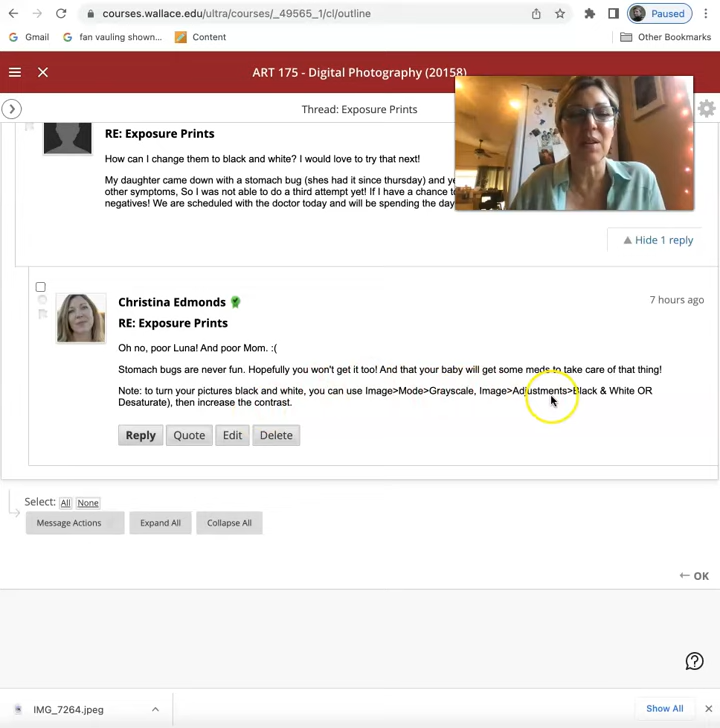 courses.wallace.edu/ultra/courses/_49565_1/cl/outline
Paused
Gmail
fan vauling shown...
Content
Other Bookmarks
ART 175 - Digital Photography (20158)
Thread: Exposure Prints
RE: Exposure Prints
How can I change them to black and white? I would love to try that next!
My daughter came down with a stomach bug (shes had it since thursday) and
other symptoms, So I was not able to do a third attempt yet! If I have a chance to
negatives! We are scheduled with the doctor today and will be spending the day
Hide 1 reply
Christina Edmonds
7 hours ago
RE: Exposure Prints
Oh no, poor Luna! And poor Mom. :(
Stomach bugs are never fun. Hopefully you won't get it too! And that your baby will get some meds to take care of that thing!
Note: to turn your pictures black and white, you can use Image>Mode>Grayscale, Image>Adjustments>Black & White OR
Desaturate), then increase the contrast.
Reply
Quote
Edit
Delete
Select: All None
Message Actions
Expand All
Collapse All
← OK
IMG_7264.jpeg
Show All